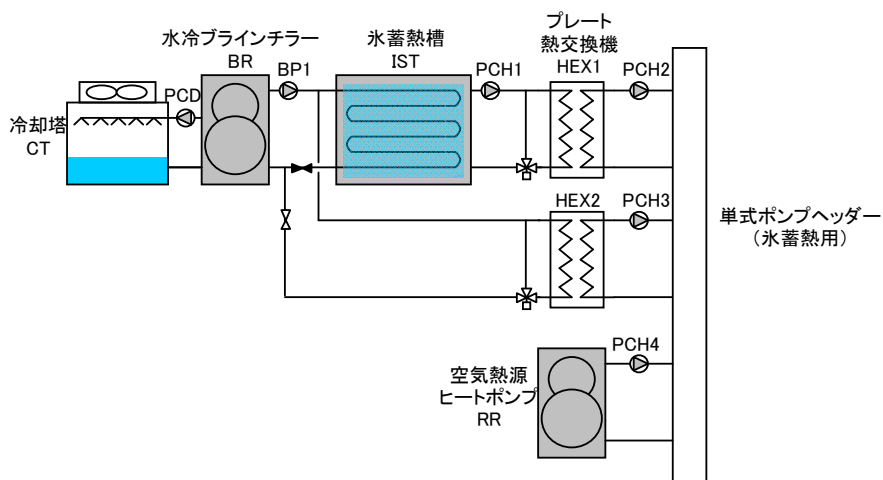 水冷ブラインチラー
BR
BP1
氷蓄熱槽
IST
PCH1
プレート
熱交換機
HEX1
PCH2
PCD
冷却塔
CT
HEX2
PCH3
単式ポンプヘッダー
（氷蓄熱用）
PCH4
空気熱源
ヒートポンプ
RR